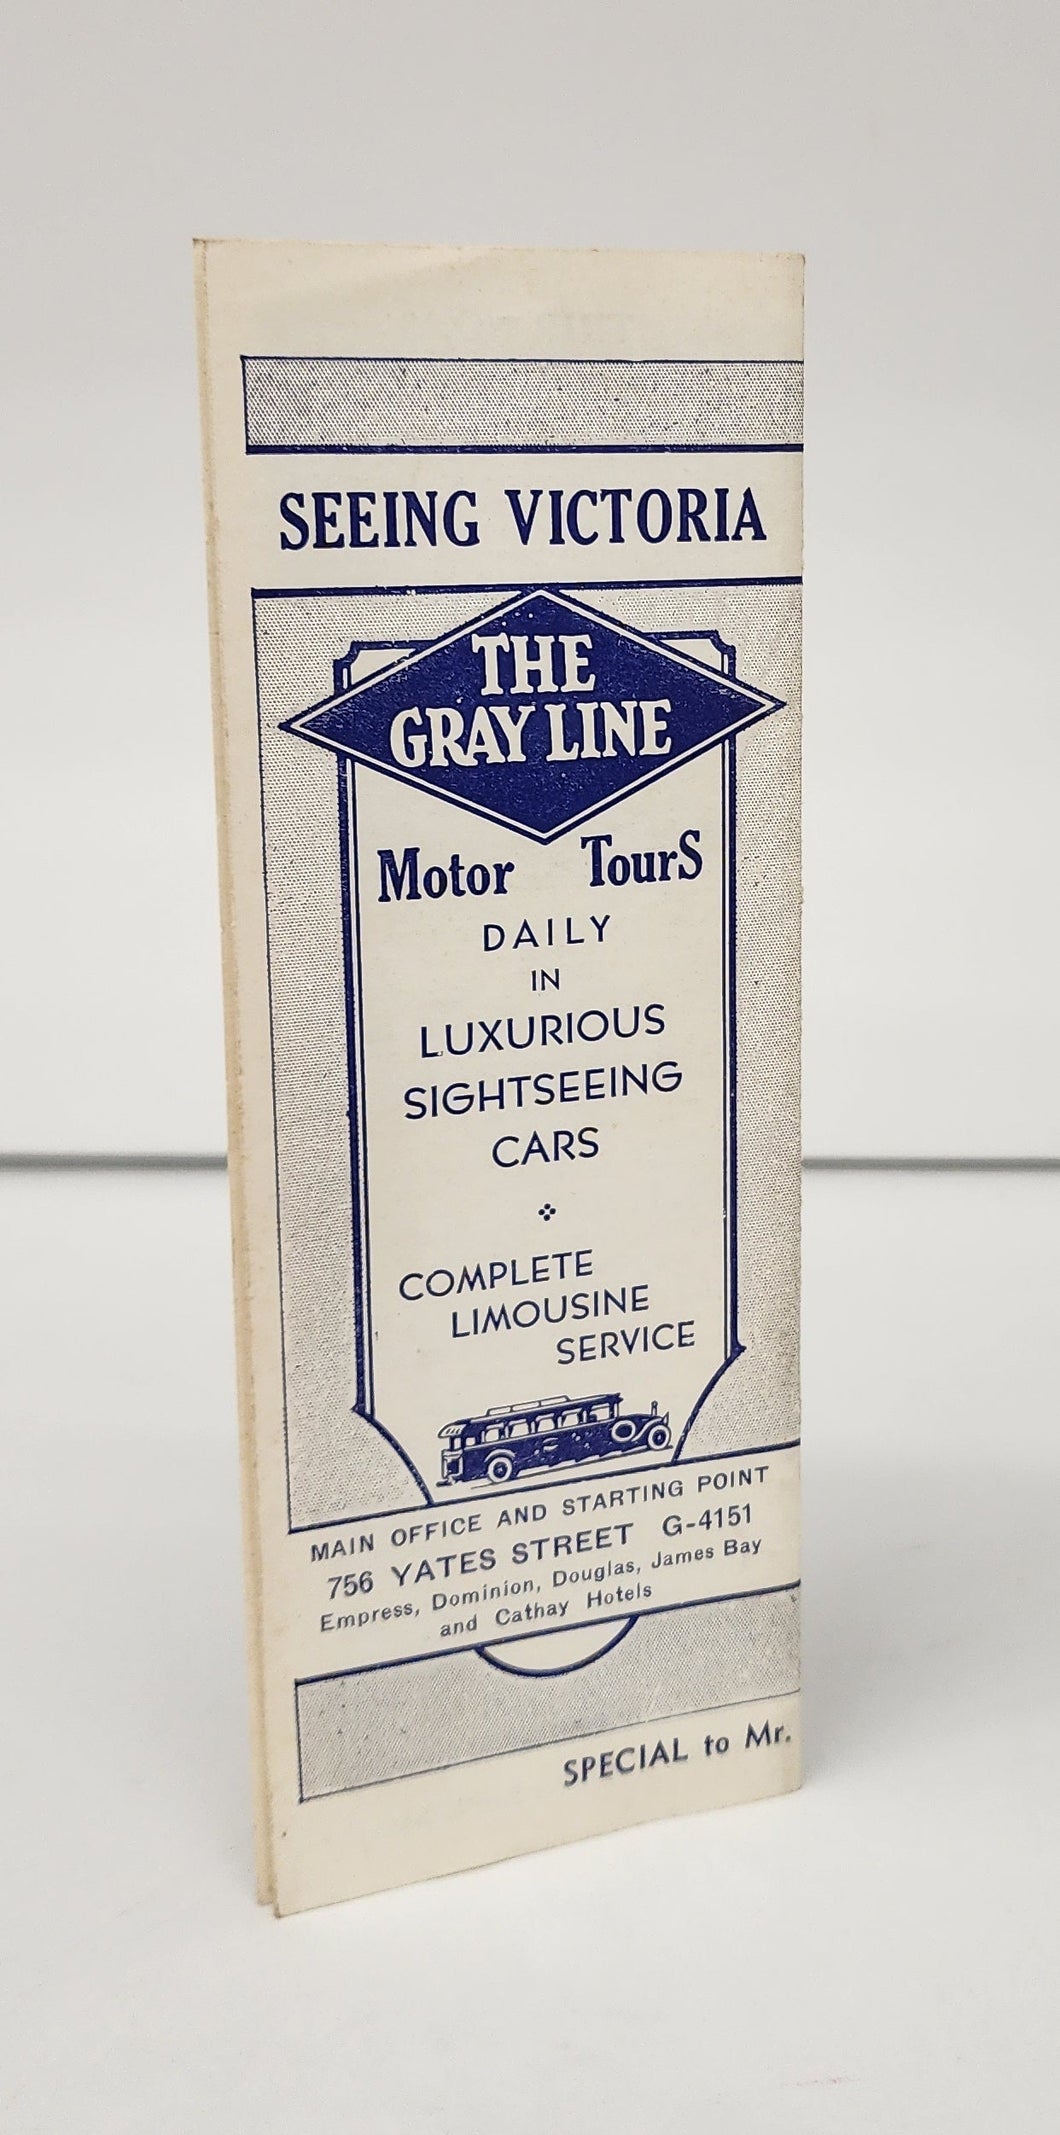 SEEING VICTORIA
THE
GRAY LINE
Motor TourS
DAILY
IN
LUXURIOUS
SIGHTSEEING
CARS
COMPLETE
LIMOUSINE
SERVICE
MAIN OFFICE AND STARTING POINT
756 YATES STREET G-4151
Empress, Dominion, Douglas, James Bay
and Cathay Hotels
SPECIAL to Mr.